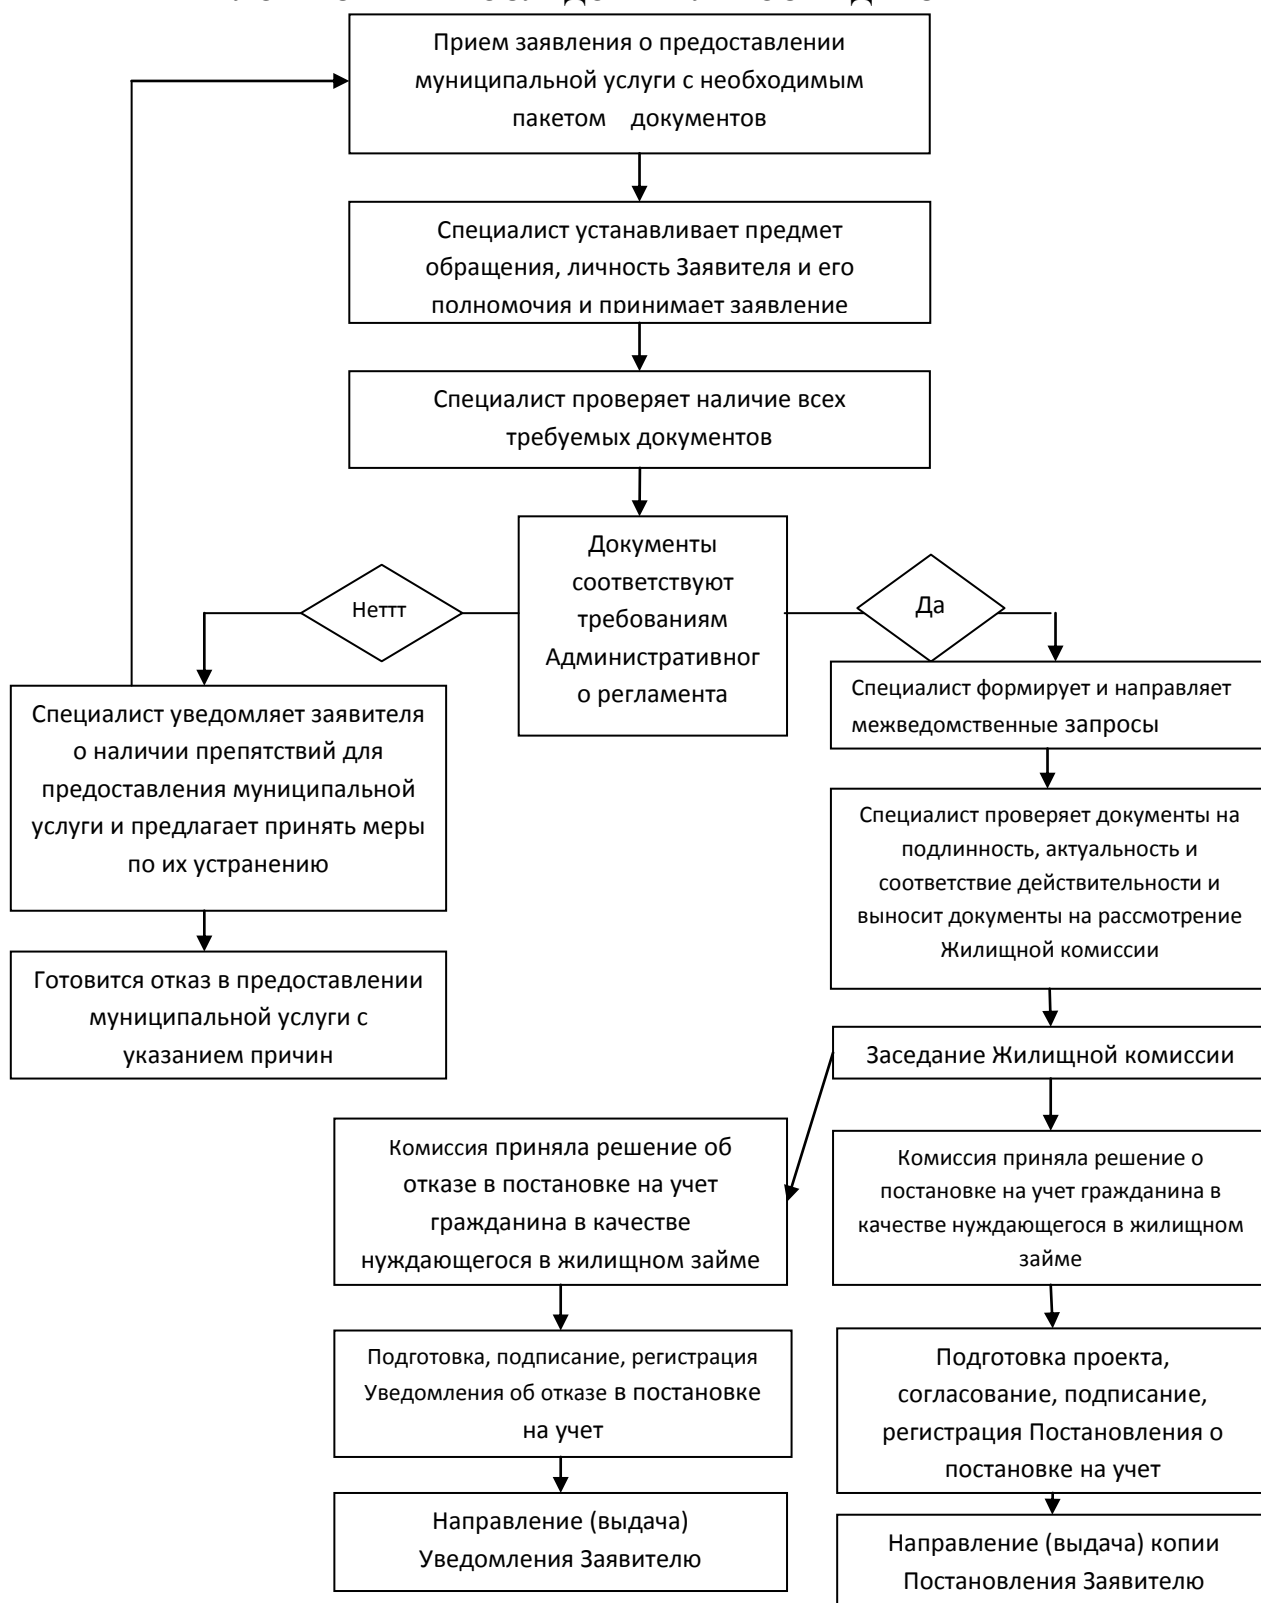 Прием заявления о предоставлении
муниципальной услуги с необходимым
пакетом документов
Специалист устанавливает предмет
обращения, личность Заявителя и его
полномочия и принимает заявление
Специалист проверяет наличие всех
требуемых документов
Документы
соответствуют
требованиям
Административног
о регламента
Неттт
Да
Специалист уведомляет заявителя
о наличии препятствий для
предоставления муниципальной
услуги и предлагает принять меры
по их устранению
Готовится отказ в предоставлении
муниципальной услуги с
указанием причин
Специалист формирует и направляет
межведомственные запросы
Специалист проверяет документы на
подлинность, актуальность и
соответствие действительности и
выносит документы на рассмотрение
Жилищной комиссии
Заседание Жилищной комиссии
Комиссия приняла решение об
отказе в постановке на учет
гражданина в качестве
нуждающегося в жилищном займе
Комиссия приняла решение о
постановке на учет гражданина в
качестве нуждающегося в жилищном
займе
Подготовка, подписание, регистрация
Уведомления об отказе в постановке
на учет
Подготовка проекта,
согласование, подписание,
регистрация Постановления о
постановке на учет
Направление (выдача)
Уведомления Заявителю
Направление (выдача) копии
Постановления Заявителю